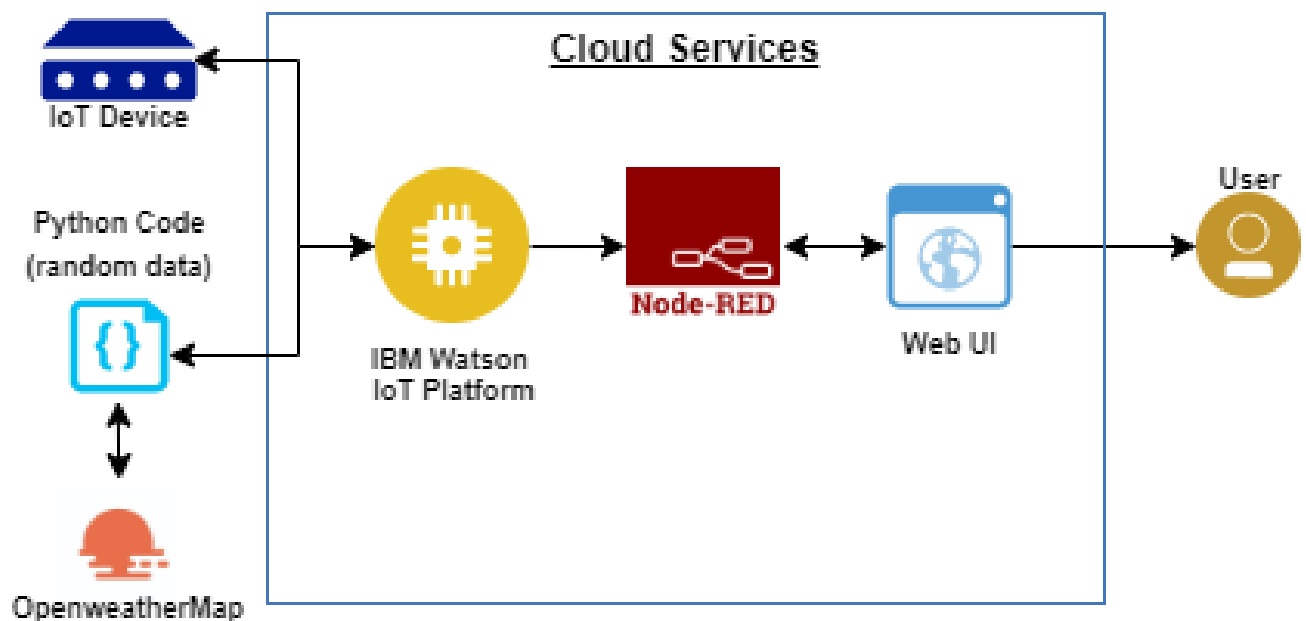 Cloud Services
IoT Device
Python Code
(random data)
User
Node-RED
Web UI
IBM Watson
IoT Platform
OpenweatherMap